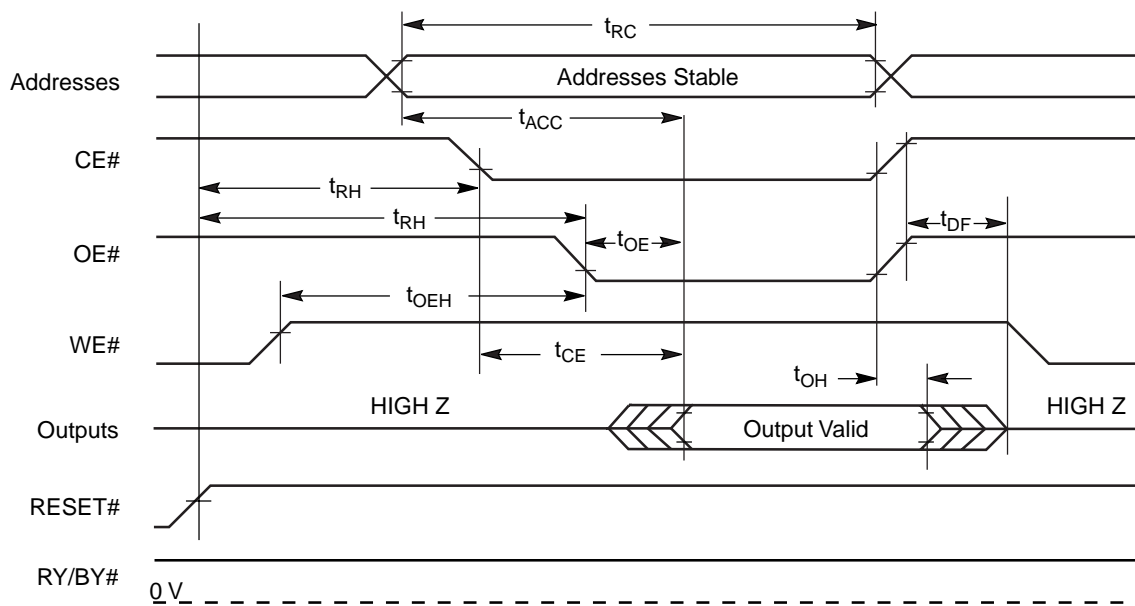 tRC
Addresses
Addresses Stable
tACC
CE#
tRH
tRH
tDF
OE#
tOE
tOEH
WE#
tCE
tOH
HIGH Z
HIGH Z
Outputs
Output Valid
RESET#
RY/BY#
0 V